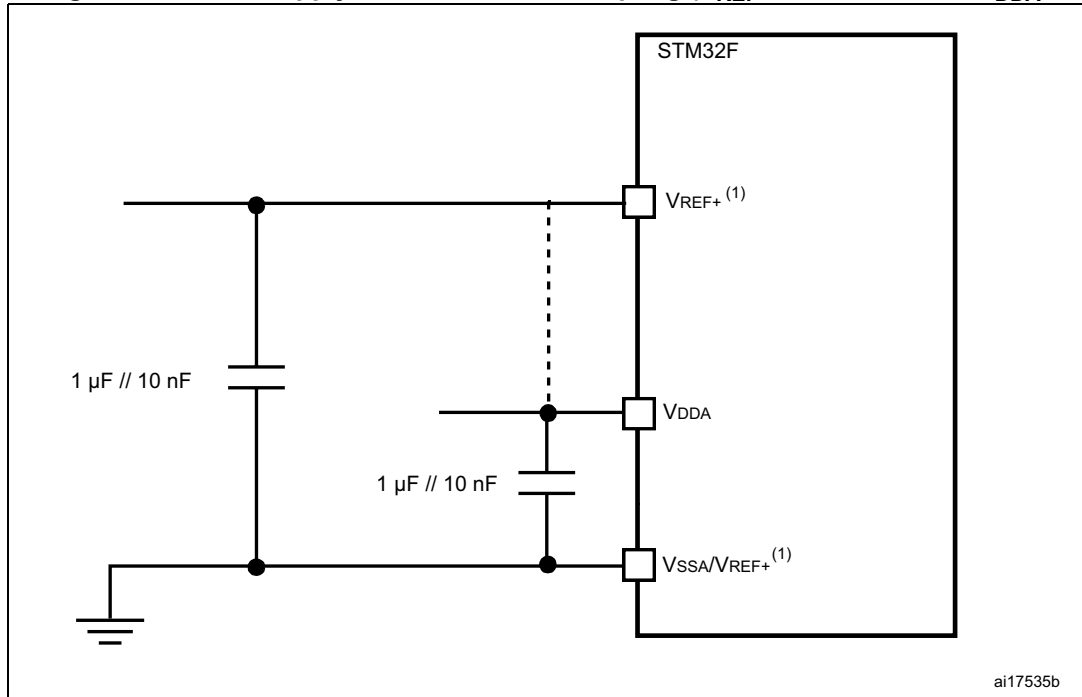 STM32F
VREF+ (1)
1 µF // 10 nF
VDDA
1 µF // 10 nF
VSSA/VREF+ (1)
ai17535b